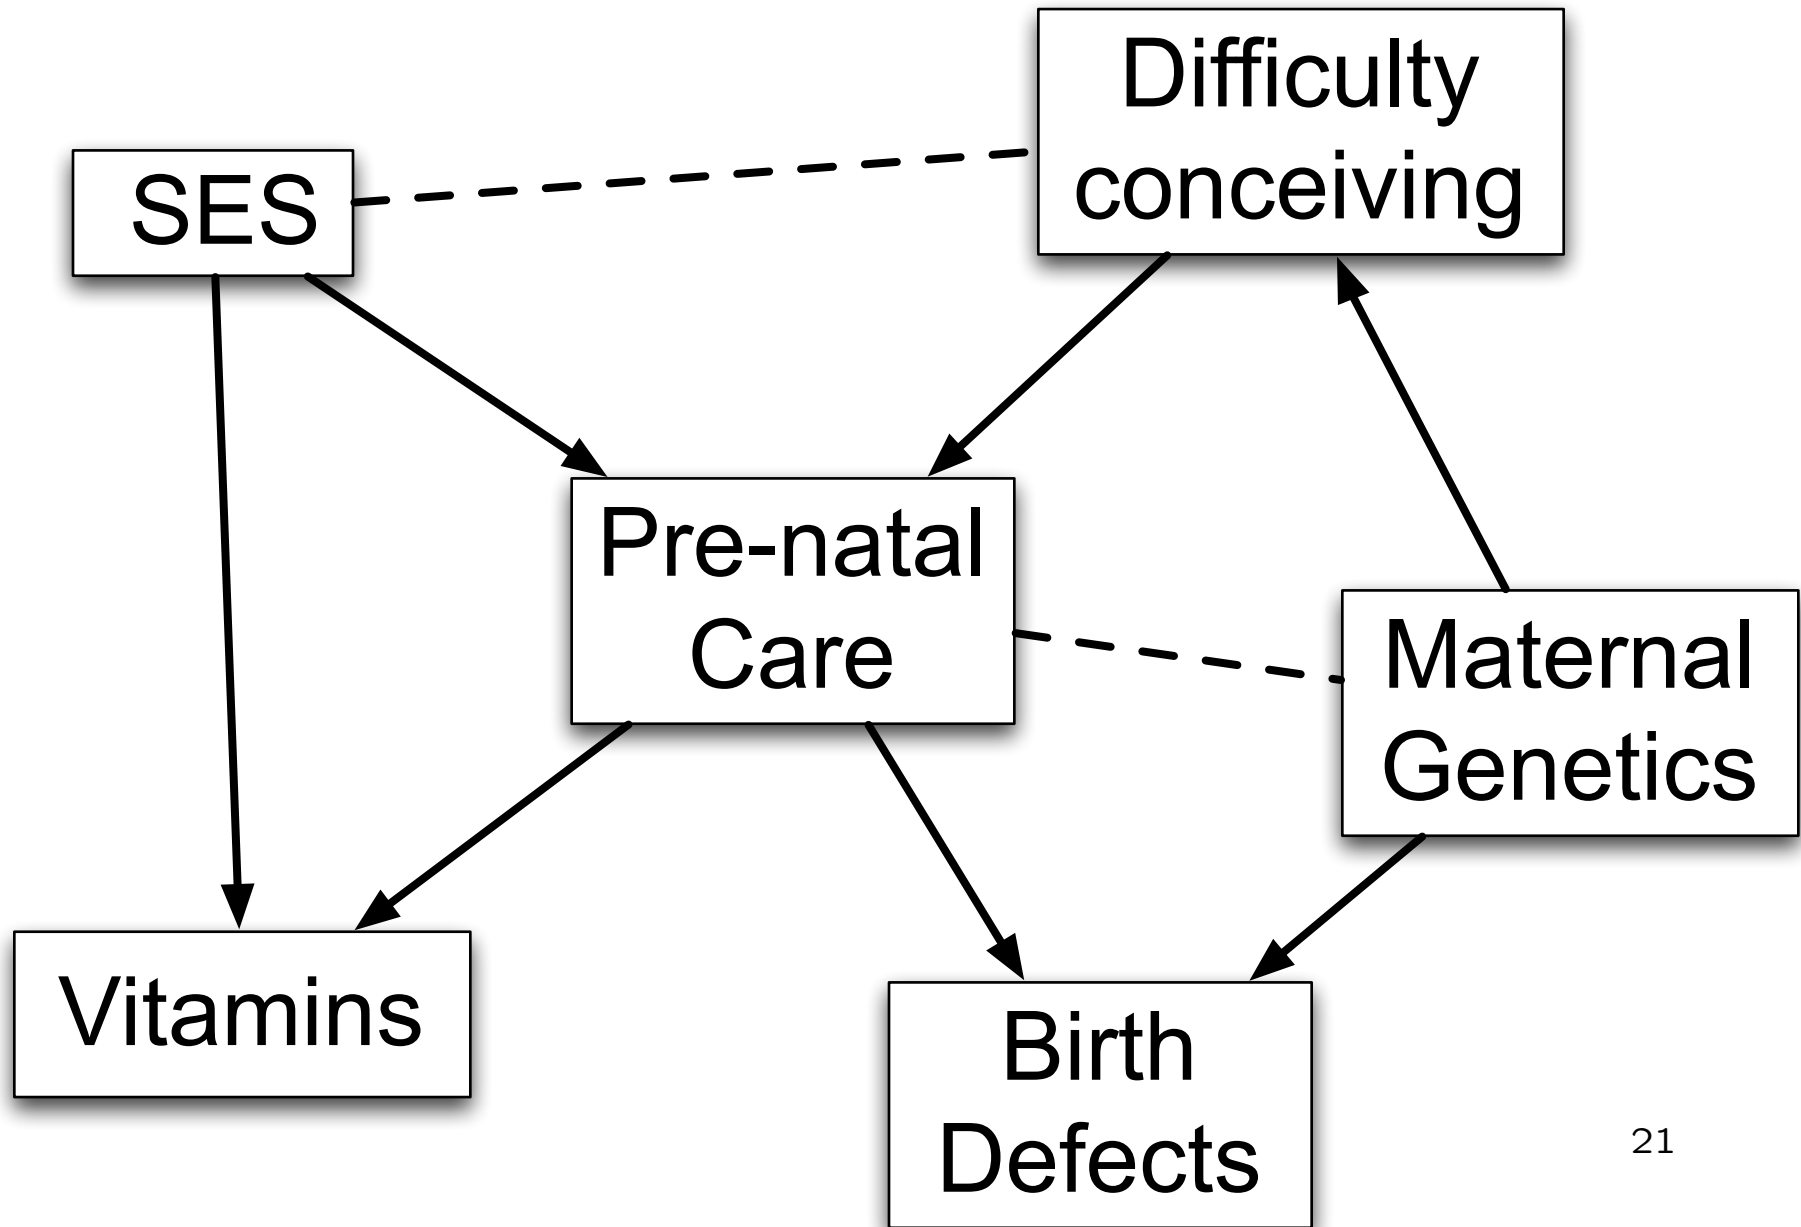 Difficulty
conceiving
SES
Pre-natal
Care
Maternal
Genetics
Vitamins
Birth
Defects
21